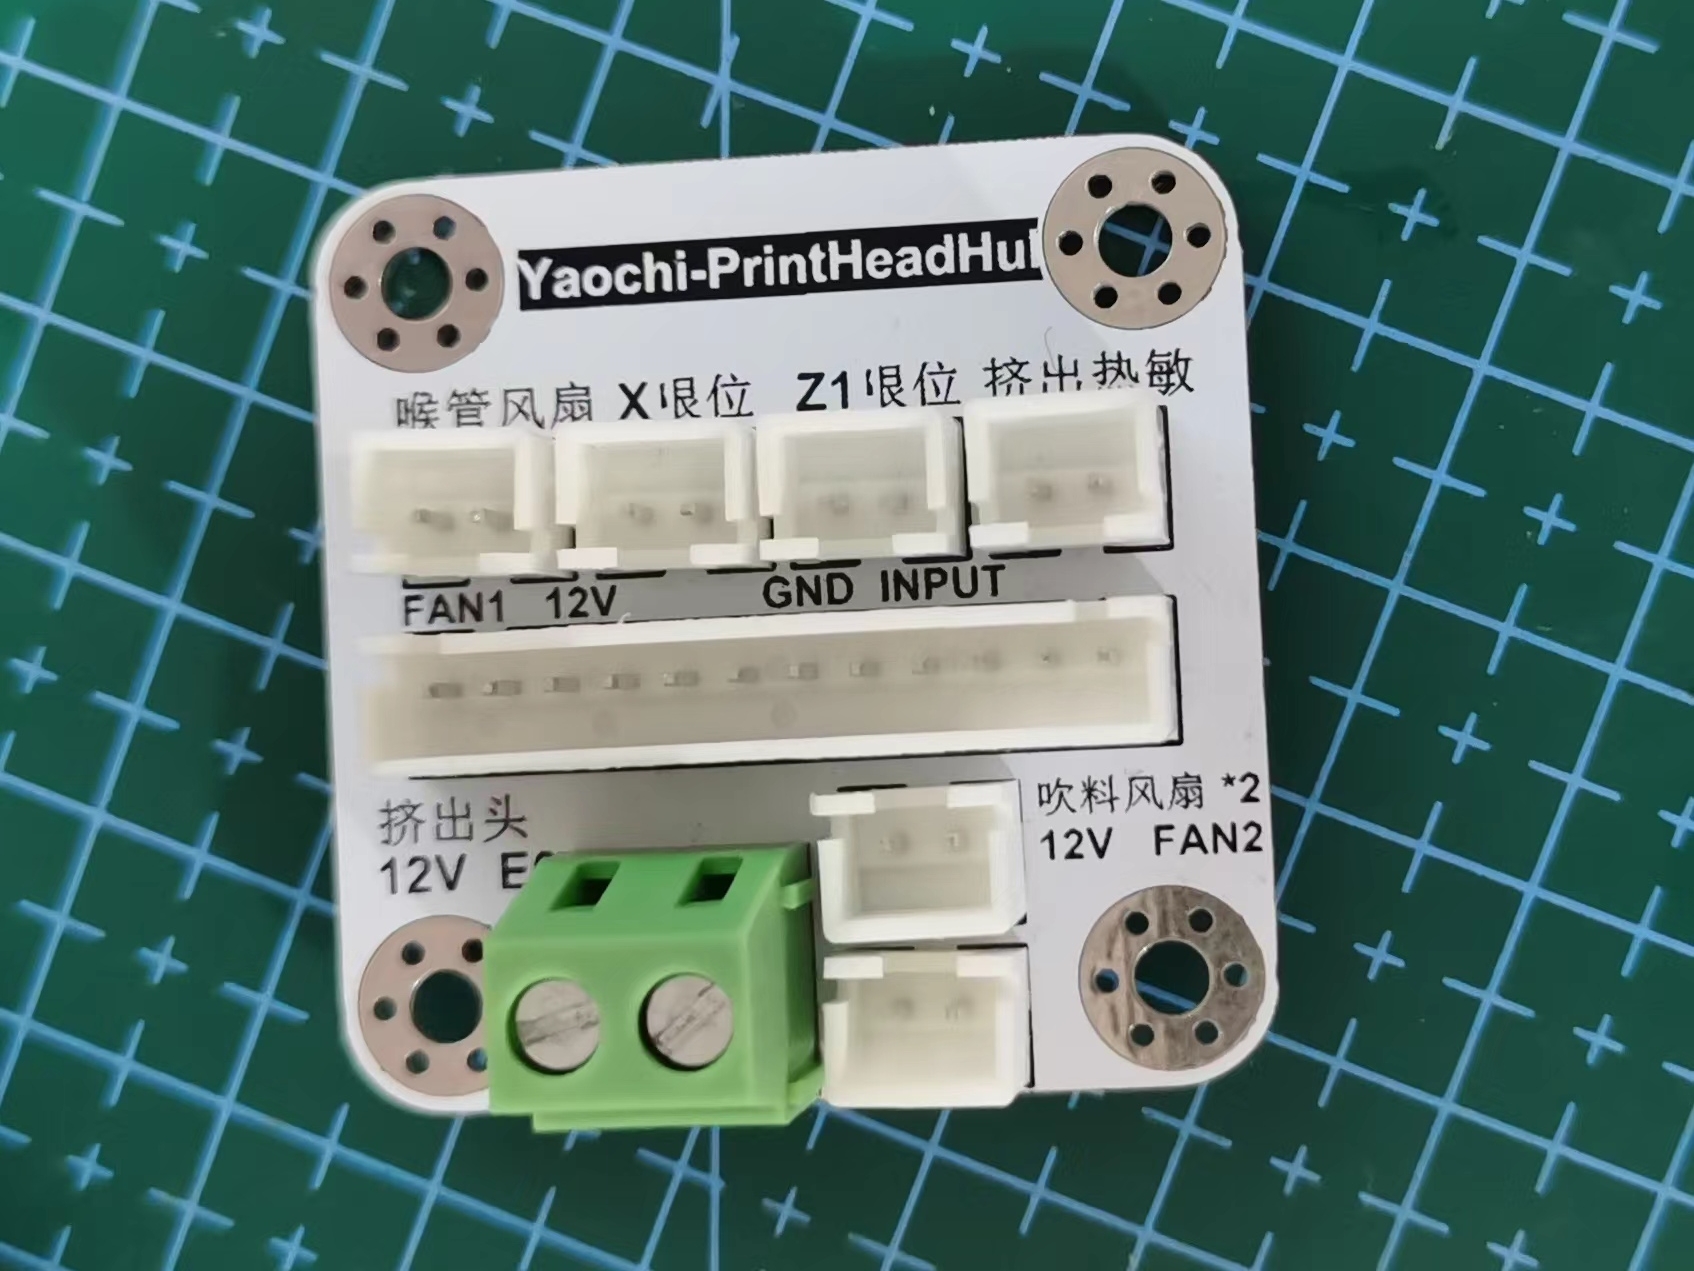 Yaochi-PrintHeadHu
喉管风扇 X限位 Z1限位 挤出热敏
FAN1 12V GND INPUT
吹料风扇 *2
12V FAN2
挤出头
12V